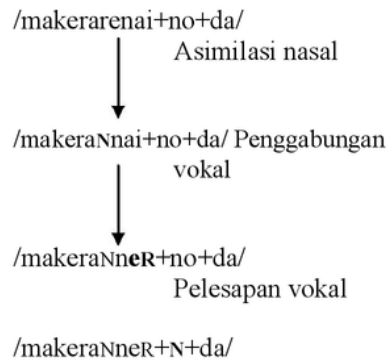 /makerarenai+no+da/
Asimilasi nasal
/makeraNnai+no+da/ Penggabungan
vokal
/makeraNneR+no+da/
Pelesapan vokal
/makeraNneR+N+da/